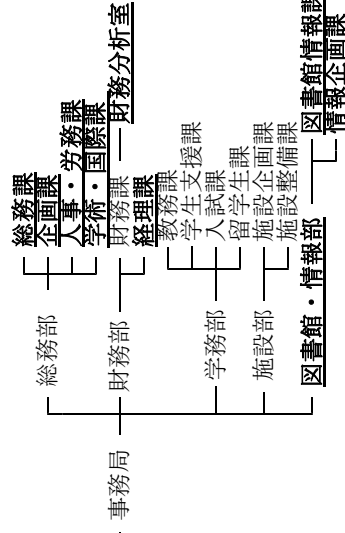 事務局
総務部
総務課
企画課
人事・労務課
学術・国際課
財務部
財務課
財務分析室
経理課
学務部
教務課
学生支援課
入試課
留学生課
施設部
施設企画課
施設整備課
図書館・情報部
図書館情報課
情報企画課